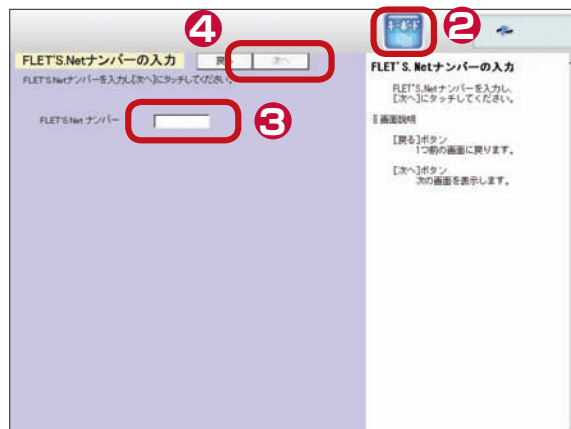 ④
キーボード
②
FLET'S.Netナンバーの入力
戻る
次へ
FLET'S.Netナンバーを入力し[次へ]にタッチしてください。
FLET'S.Net ナンバー
③
FLET'S.Netナンバーの入力
FLET'S.Netナンバーを入力し、
[次へ]にタッチしてください。
画面説明
[戻る]ボタン
1つ前の画面に戻ります。
[次へ]ボタン
次の画面を表示します。